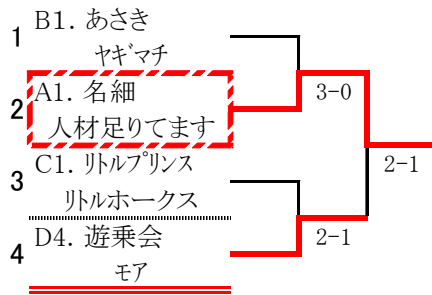 1 B1. あさき
ヤギマチ
2 A1. 名細
人材足りてます
3-0
3 C1. リトルプリンス
リトルホークス
2-1
4 D4. 遊乗会
モア
2-1